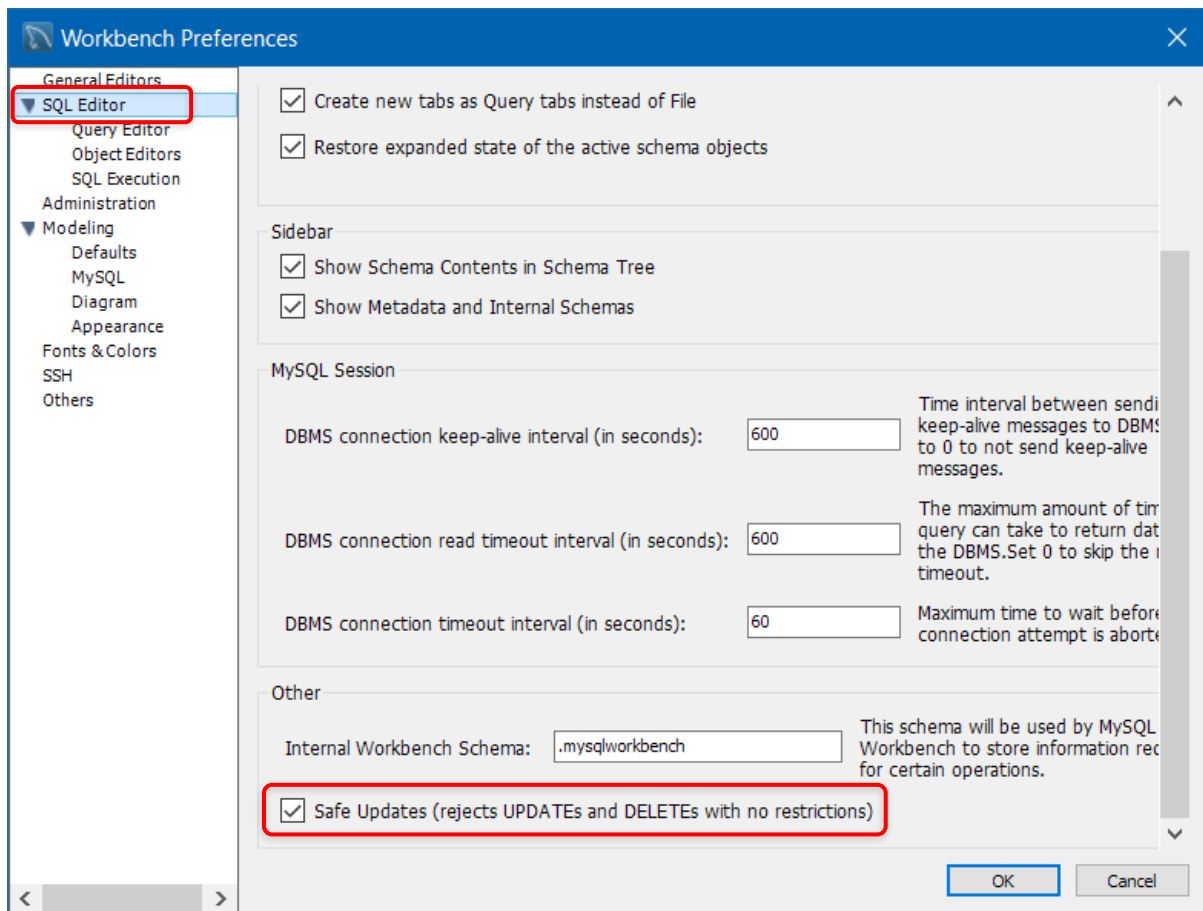 Workbench Preferences
General Editors
SQL Editor
Query Editor
Object Editors
SQL Execution
Administration
Modeling
Defaults
MySQL
Diagram
Appearance
Fonts & Colors
SSH
Others
Create new tabs as Query tabs instead of File
Restore expanded state of the active schema objects
Sidebar
Show Schema Contents in Schema Tree
Show Metadata and Internal Schemas
MySQL Session
DBMS connection keep-alive interval (in seconds):
600
Time interval between sendi
keep-alive messages to DBMS
to 0 to not send keep-alive
messages.
DBMS connection read timeout interval (in seconds):
600
The maximum amount of tim
query can take to return dat
the DBMS.Set 0 to skip the r
timeout.
DBMS connection timeout interval (in seconds):
60
Maximum time to wait before
connection attempt is aborte
Other
Internal Workbench Schema:
.mysqlworkbench
This schema will be used by MySQL
Workbench to store information req
for certain operations.
Safe Updates (rejects UPDATEs and DELETEs with no restrictions)
OK
Cancel